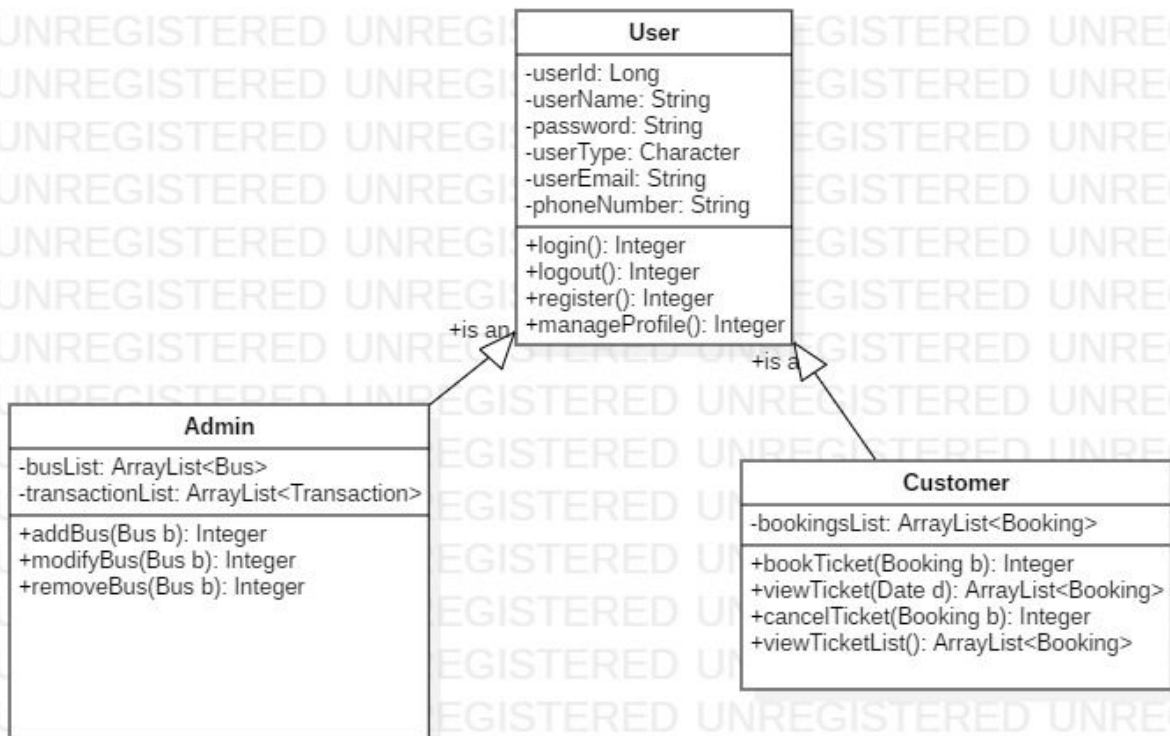 UNREGISTERED UNREGISTERED UNREGISTERED
User
-userId: Long
-userName: String
-password: String
-userType: Character
-userEmail: String
-phoneNumber: String
+login(): Integer
+logout(): Integer
+register(): Integer
+manageProfile(): Integer
+is an
+is a
Admin
-busList: ArrayList<Bus>
-transactionList: ArrayList<Transaction>
+addBus(Bus b): Integer
+modifyBus(Bus b): Integer
+removeBus(Bus b): Integer
Customer
-bookingsList: ArrayList<Booking>
+bookTicket(Booking b): Integer
+viewTicket(Date d): ArrayList<Booking>
+cancelTicket(Booking b): Integer
+viewTicketList(): ArrayList<Booking>